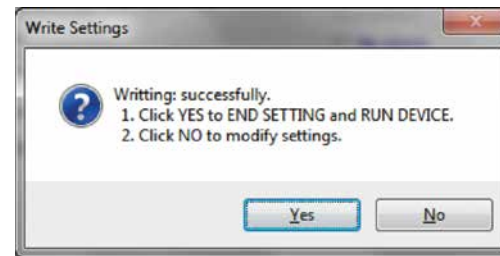 Write Settings
Writting: successfully.
1. Click YES to END SETTING and RUN DEVICE.
2. Click NO to modify settings.
Yes
No